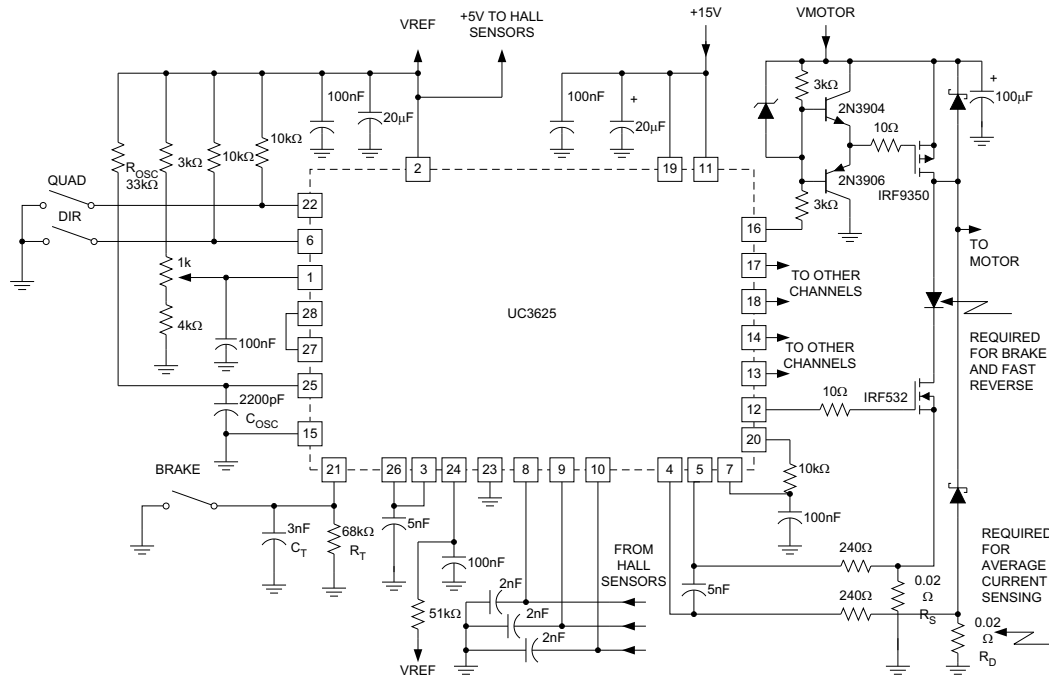 VREF
+5V TO HALL
SENSORS
+15V
VMOTOR
100nF
20µF
+
100nF
20µF
+
3kΩ
2N3904
10Ω
+
100µF
R_OSC
33kΩ
3kΩ
10kΩ
10kΩ
2
19
11
2N3906
IRF9350
3kΩ
QUAD
22
DIR
6
16
TO
MOTOR
1k
1
17
TO OTHER
CHANNELS
28
UC3625
18
4kΩ
100nF
27
14
TO OTHER
CHANNELS
REQUIRED
FOR BRAKE
AND FAST
REVERSE
25
13
2200pF
C_OSC
12
10Ω
IRF532
15
20
21
26
3
24
23
8
9
10
4
5
7
10kΩ
BRAKE
3nF
C_T
68kΩ
R_T
5nF
100nF
100nF
FROM
HALL
SENSORS
240Ω
5nF
240Ω
REQUIRED
FOR
AVERAGE
CURRENT
SENSING
2nF
2nF
2nF
51kΩ
VREF
0.02
Ω
R_S
0.02
Ω
R_D